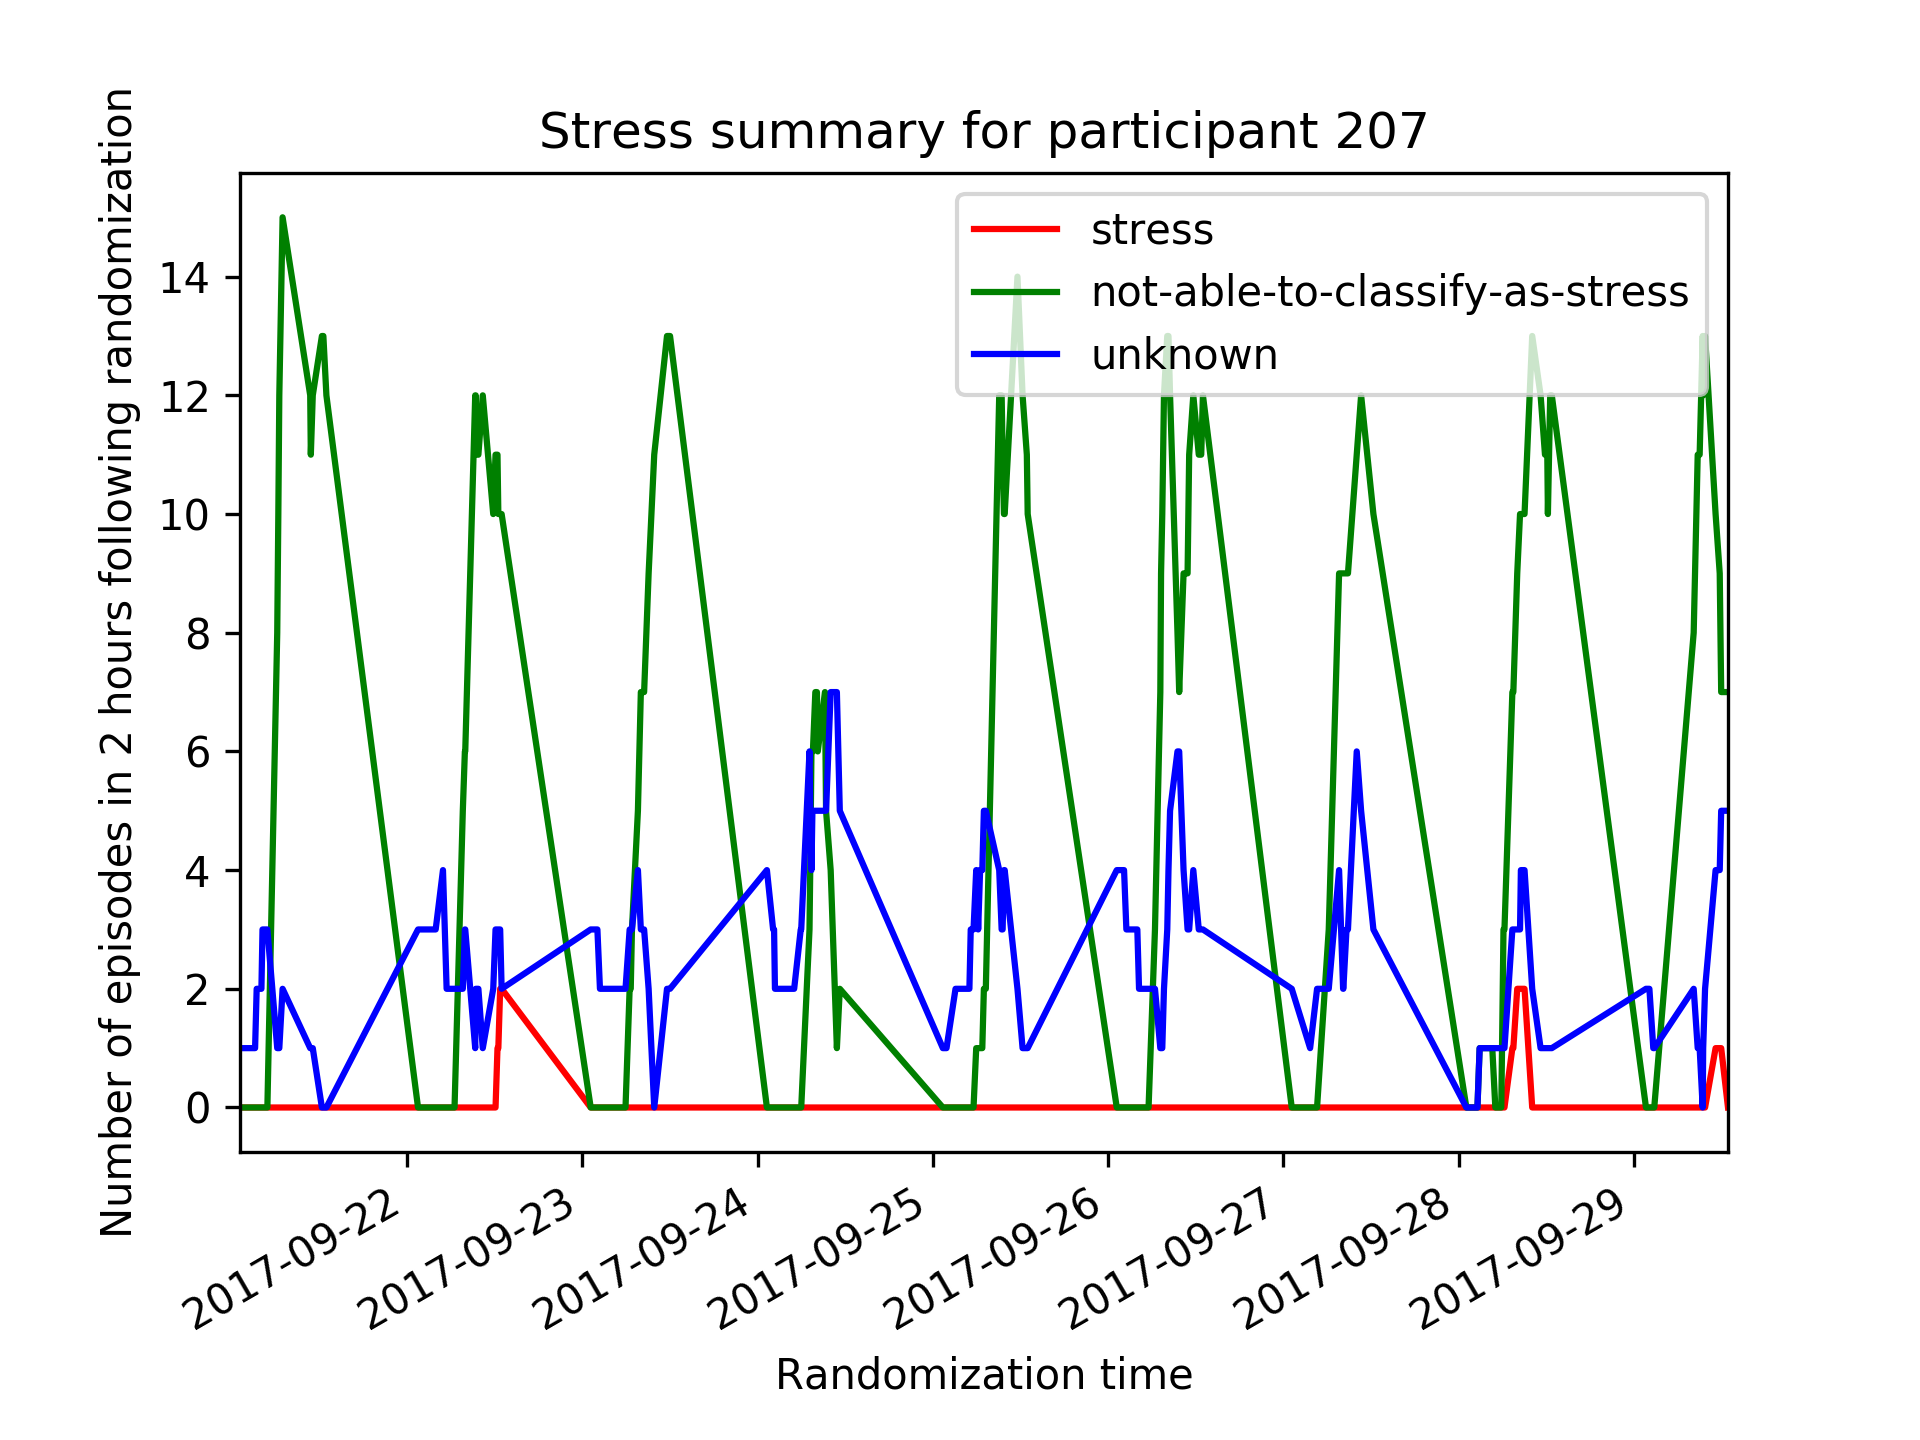 Stress summary for participant 207
Number of episodes in 2 hours following randomization
14
12
10
8
6
4
2
0
stress
not-able-to-classify-as-stress
unknown
2017-09-22
2017-09-23
2017-09-24
2017-09-25
2017-09-26
2017-09-27
2017-09-28
2017-09-29
Randomization time